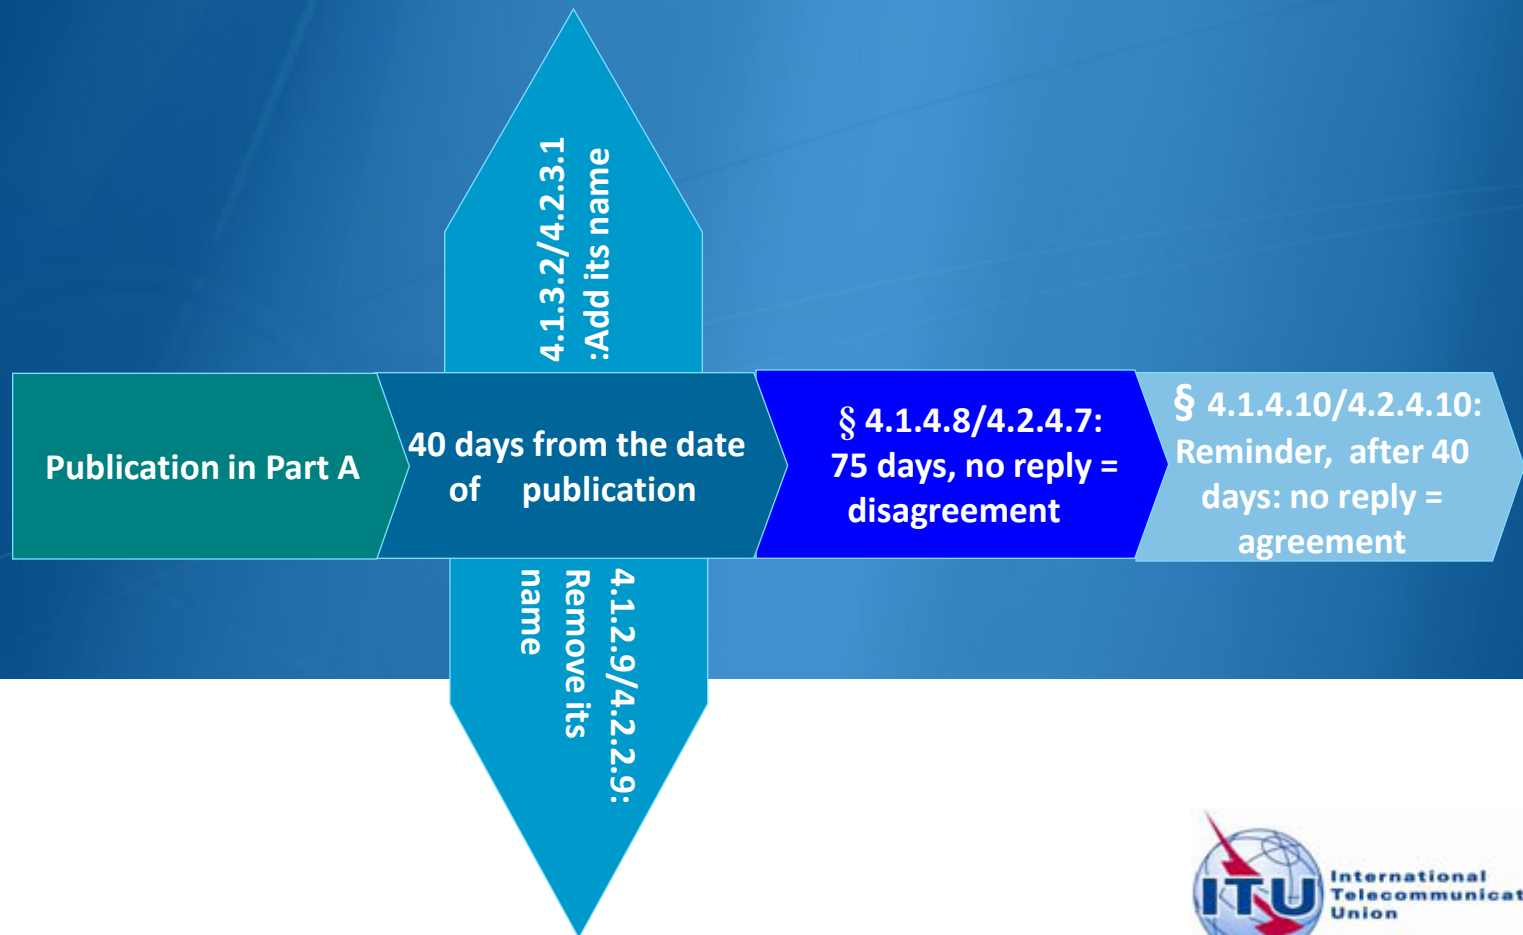 4.1.3.2/4.2.3.1
:Add its name
Publication in Part A
40 days from the date
of publication
§ 4.1.4.8/4.2.4.7:
75 days, no reply =
disagreement
§ 4.1.4.10/4.2.4.10:
Reminder, after 40
days: no reply =
agreement
4.1.2.9/4.2.2.9:
Remove its
name
ITU
International
Telecommunicat
Union